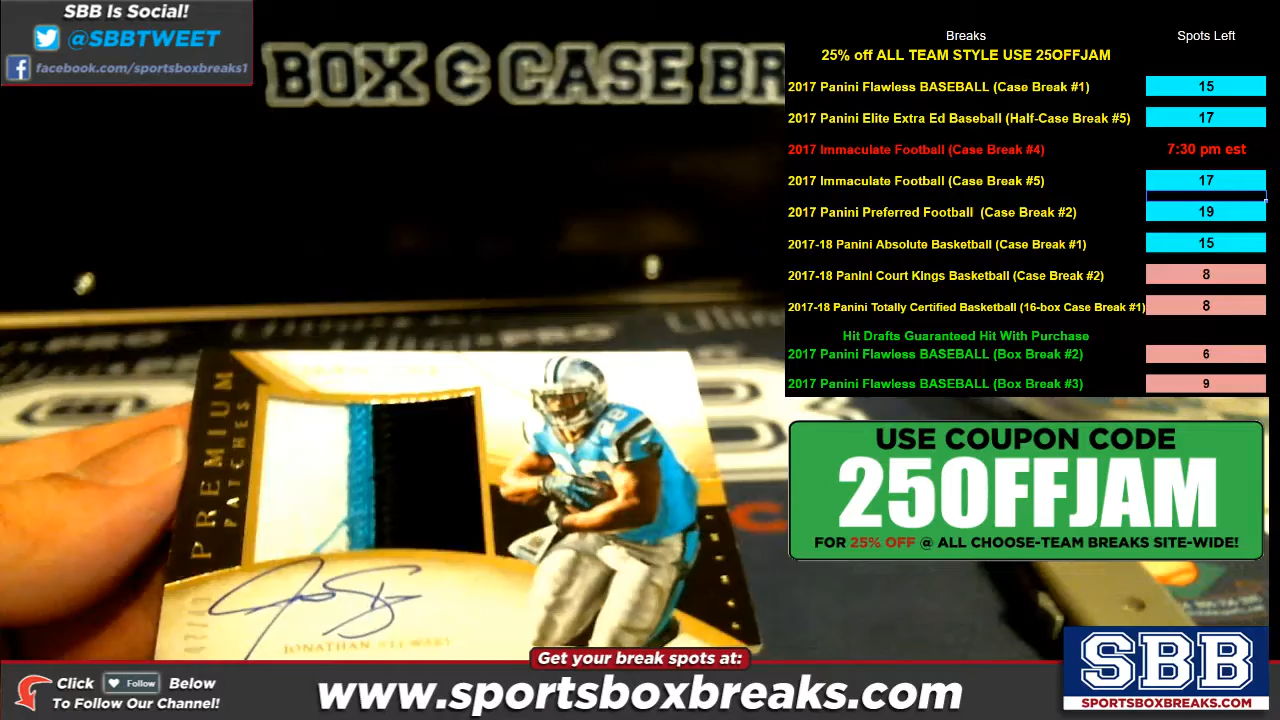 SBB Is Social!
@SBBTWEET
facebook.com/sportsboxbreaks1
BOX & CASE BR
Breaks Spots Left
25% off ALL TEAM STYLE USE 25OFFJAM
2017 Panini Flawless BASEBALL (Case Break #1) 15
2017 Panini Elite Extra Ed Baseball (Half-Case Break #5) 17
2017 Immaculate Football (Case Break #4) 7:30 pm est
2017 Immaculate Football (Case Break #5) 17
2017 Panini Preferred Football (Case Break #2) 19
2017-18 Panini Absolute Basketball (Case Break #1) 15
2017-18 Panini Court Kings Basketball (Case Break #2) 8
2017-18 Panini Totally Certified Basketball (16-box Case Break #1) 8
Hit Drafts Guaranteed Hit With Purchase
2017 Panini Flawless BASEBALL (Box Break #2) 6
2017 Panini Flawless BASEBALL (Box Break #3) 9
PREMIUM
PATCHES
JONATHAN STEWART
USE COUPON CODE
25OFFJAM
FOR 25% OFF @ ALL CHOOSE-TEAM BREAKS SITE-WIDE!
Get your break spots at:
Click Follow Below
To Follow Our Channel!
www.sportsboxbreaks.com
SBB
SPORTSBOXBREAKS.COM